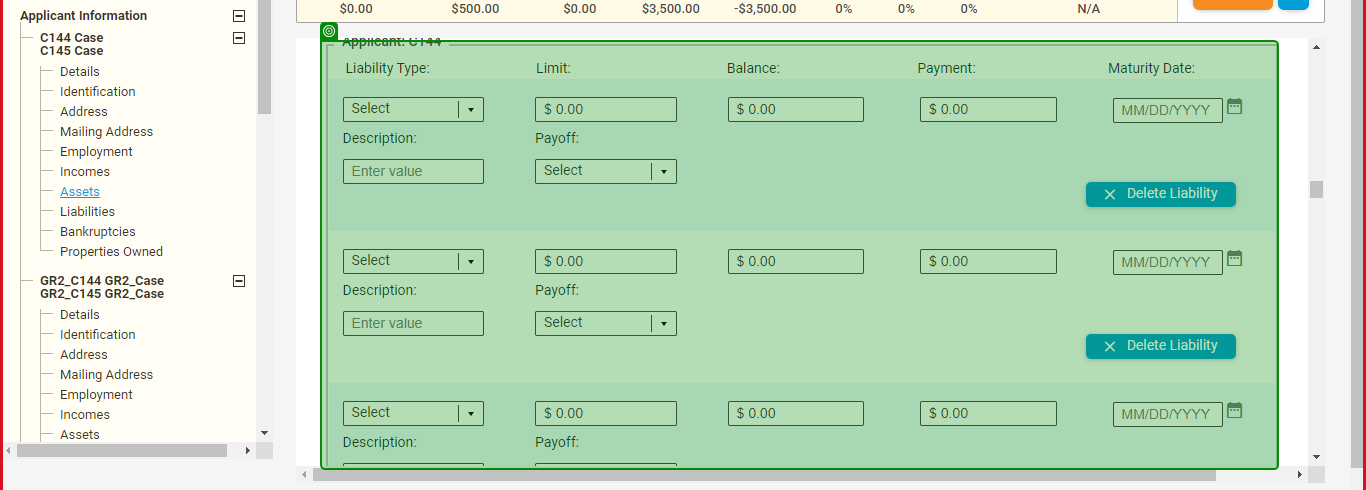 Applicant Information
C144 Case
C145 Case
Details
Identification
Address
Mailing Address
Employment
Incomes
Assets
Liabilities
Bankruptcies
Properties Owned
GR2_C144 GR2_Case
GR2_C145 GR2_Case
Details
Identification
Address
Mailing Address
Employment
Incomes
Assets
$0.00 $500.00 $0.00 $3,500.00 -$3,500.00 0% 0% 0% N/A
Applicant: C144
Liability Type: Limit: Balance: Payment: Maturity Date:
Select $ 0.00 $ 0.00 $ 0.00 MM/DD/YYYY
Description: Payoff:
Enter value Select
Delete Liability
Select $ 0.00 $ 0.00 $ 0.00 MM/DD/YYYY
Description: Payoff:
Enter value Select
Delete Liability
Select $ 0.00 $ 0.00 $ 0.00 MM/DD/YYYY
Description: Payoff: